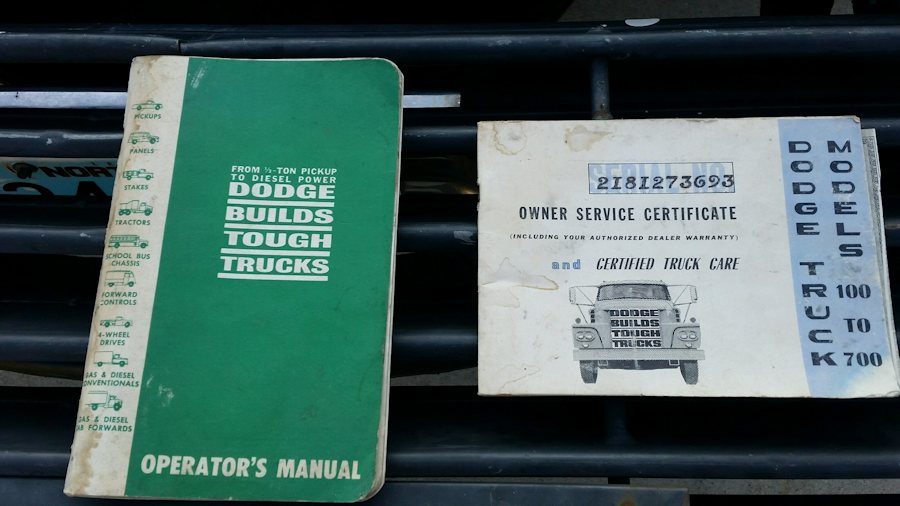 PICKUPS
PANELS
STAKES
TRACTORS
SCHOOL BUS
CHASSIS
FORWARD
CONTROLS
4-WHEEL
DRIVES
GAS & DIESEL
CONVENTIONALS
GAS & DIESEL
CAB FORWARDS
FROM ½-TON PICKUP
TO DIESEL POWER
DODGE
BUILDS
TOUGH
TRUCKS
OPERATOR'S MANUAL
SERIAL NO.
2181273693
OWNER SERVICE CERTIFICATE
(INCLUDING YOUR AUTHORIZED DEALER WARRANTY)
and CERTIFIED TRUCK CARE
DODGE
BUILDS
TOUGH
TRUCKS
DODGE TRUCK
MODELS
100
TO
700